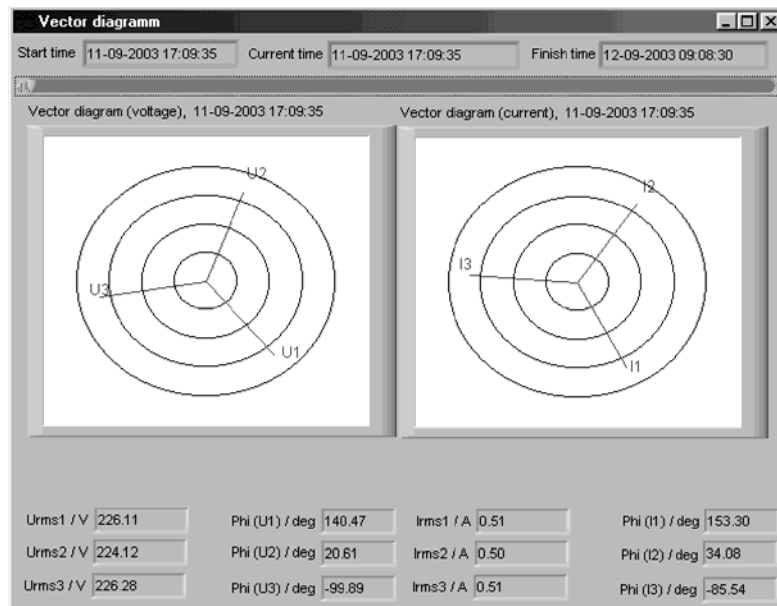 Vector diagramm
Start time 11-09-2003 17:09:35 Current time 11-09-2003 17:09:35 Finish time 12-09-2003 09:08:30
Vector diagram (voltage), 11-09-2003 17:09:35
U2
U3
U1
Vector diagram (current), 11-09-2003 17:09:35
I2
I3
I1
Urms1 / V 226.11 Phi (U1) / deg 140.47 Irms1 / A 0.51 Phi (I1) / deg 153.30
Urms2 / V 224.12 Phi (U2) / deg 20.61 Irms2 / A 0.50 Phi (I2) / deg 34.08
Urms3 / V 226.28 Phi (U3) / deg -99.89 Irms3 / A 0.51 Phi (I3) / deg -85.54